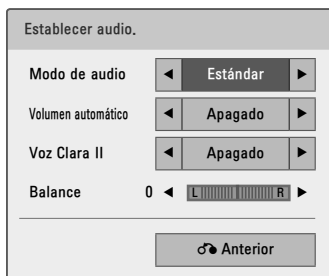 Establecer audio.
Modo de audio ◄ Estándar ►
Volumen automático ◄ Apagado ►
Voz Clara II ◄ Apagado ►
Balance 0 ◄ L R ►
Anterior